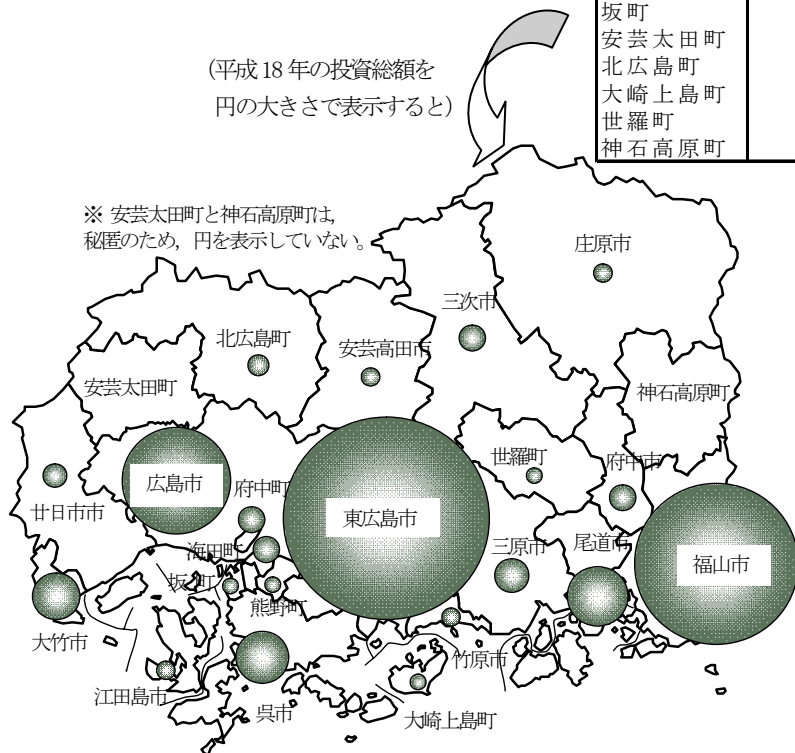 坂町
安芸太田町
北広島町
大崎上島町
世羅町
神石高原町
(平成18年の投資総額を
円の大きさで表示すると)
※ 安芸太田町と神石高原町は,
秘匿のため, 円を表示していない。
庄原市
三次市
北広島町
安芸高田市
安芸太田町
神石高原町
世羅町
府中市
広島市
府中町
廿日市市
東広島市
海田町
三原市
尾道市
福山市
坂町
熊野町
大竹市
竹原市
江田島市
呉市
大崎上島町